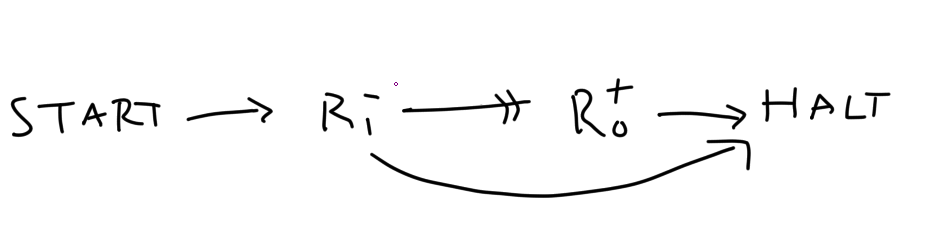 START → R₁⁻ ↠ R₀⁺ → HALT